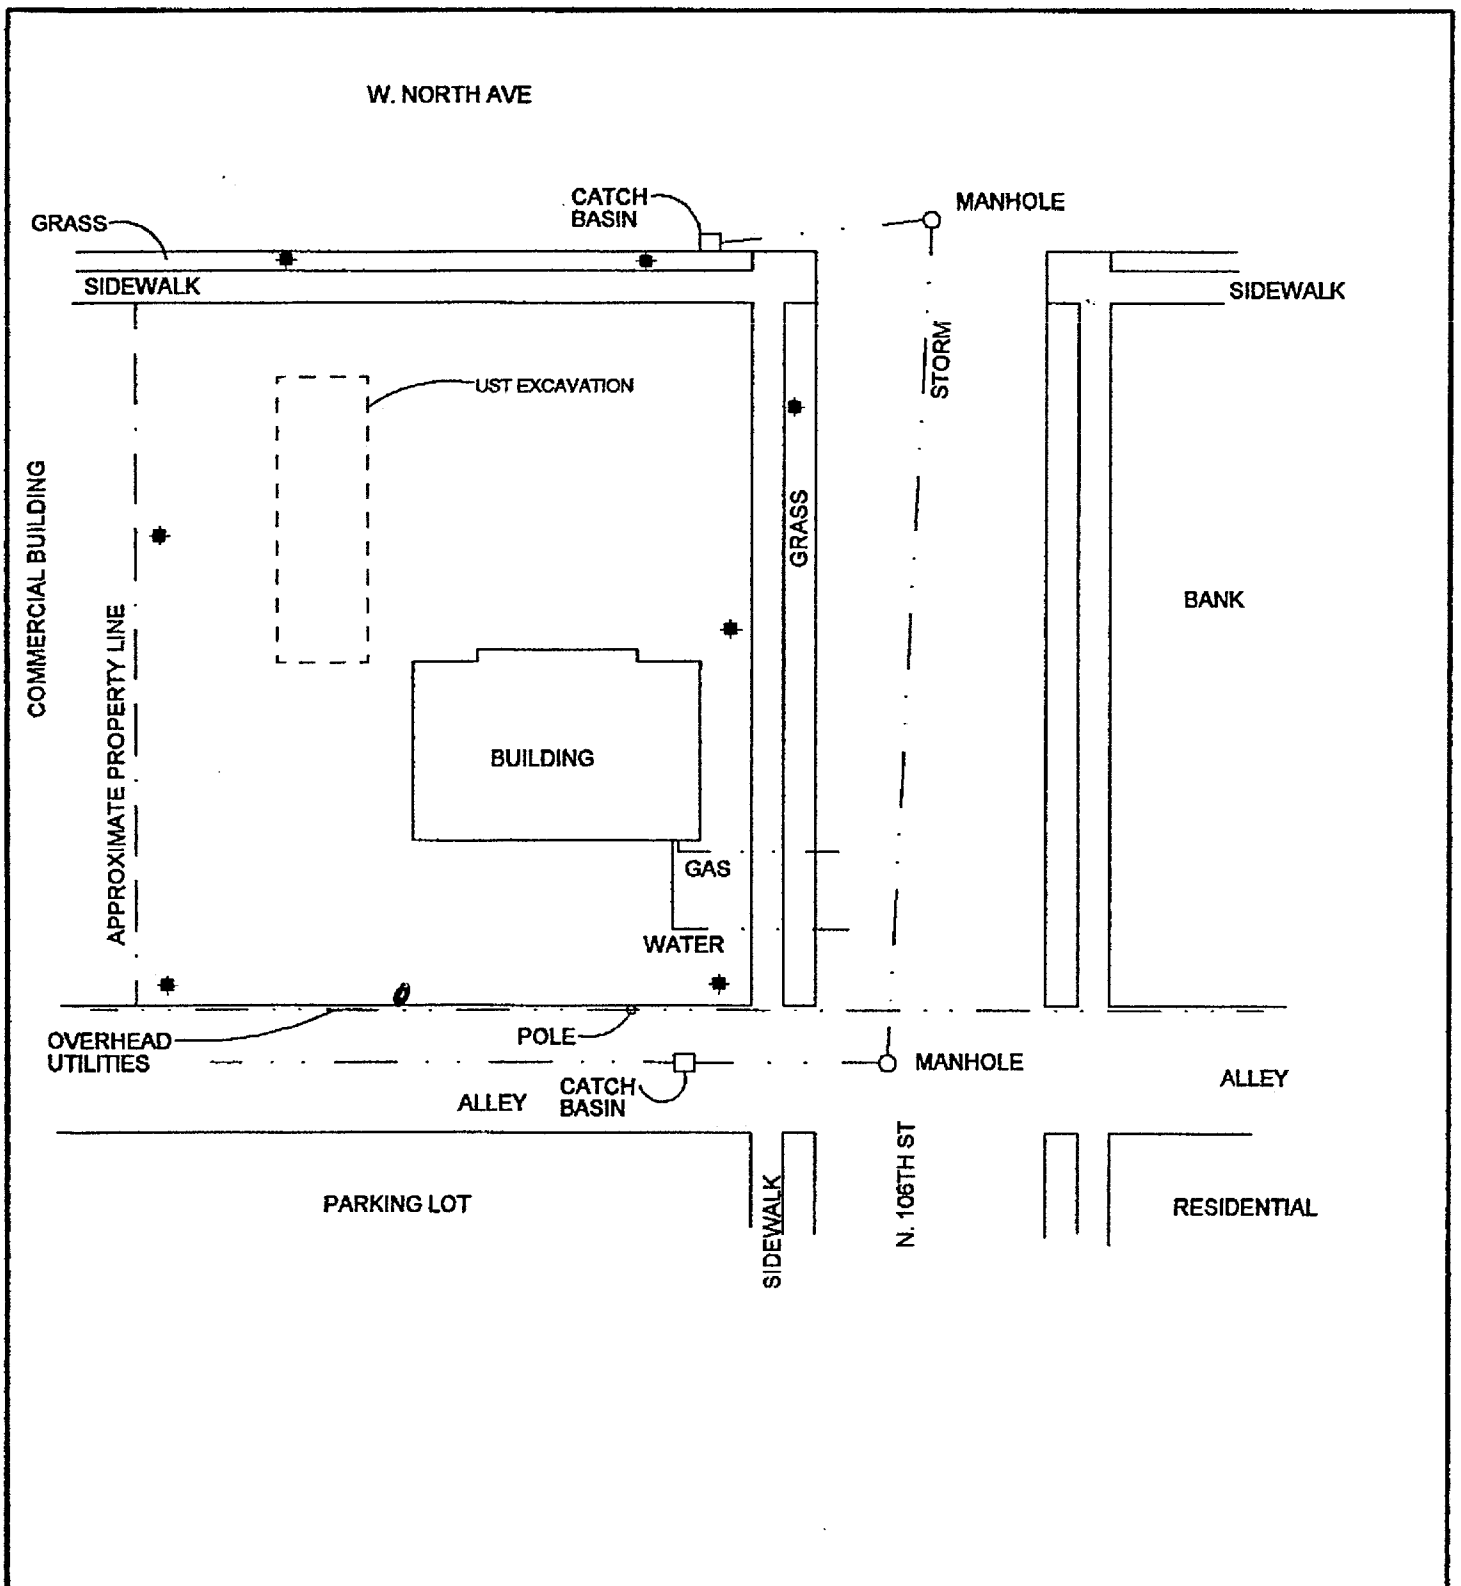 W. NORTH AVE
CATCH
BASIN
MANHOLE
GRASS
SIDEWALK
SIDEWALK
STORM
UST EXCAVATION
COMMERCIAL BUILDING
GRASS
BANK
APPROXIMATE PROPERTY LINE
BUILDING
GAS
WATER
OVERHEAD
UTILITIES
POLE
MANHOLE
CATCH
BASIN
ALLEY
ALLEY
N. 106TH ST
SIDEWALK
PARKING LOT
RESIDENTIAL